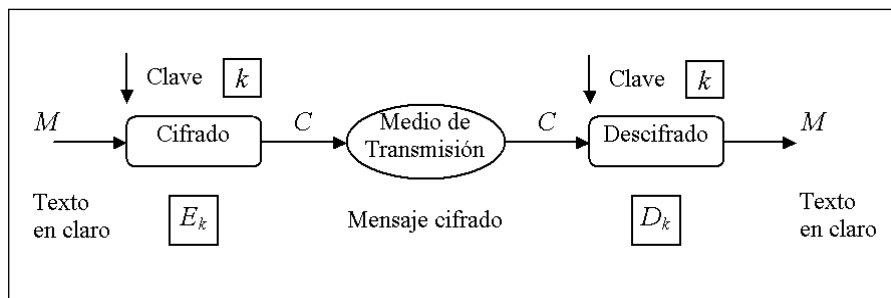 Clave k
Clave k
M
Cifrado
C
Medio de
Transmisión
C
Descifrado
M
Texto
en claro
E_k
Mensaje cifrado
D_k
Texto
en claro